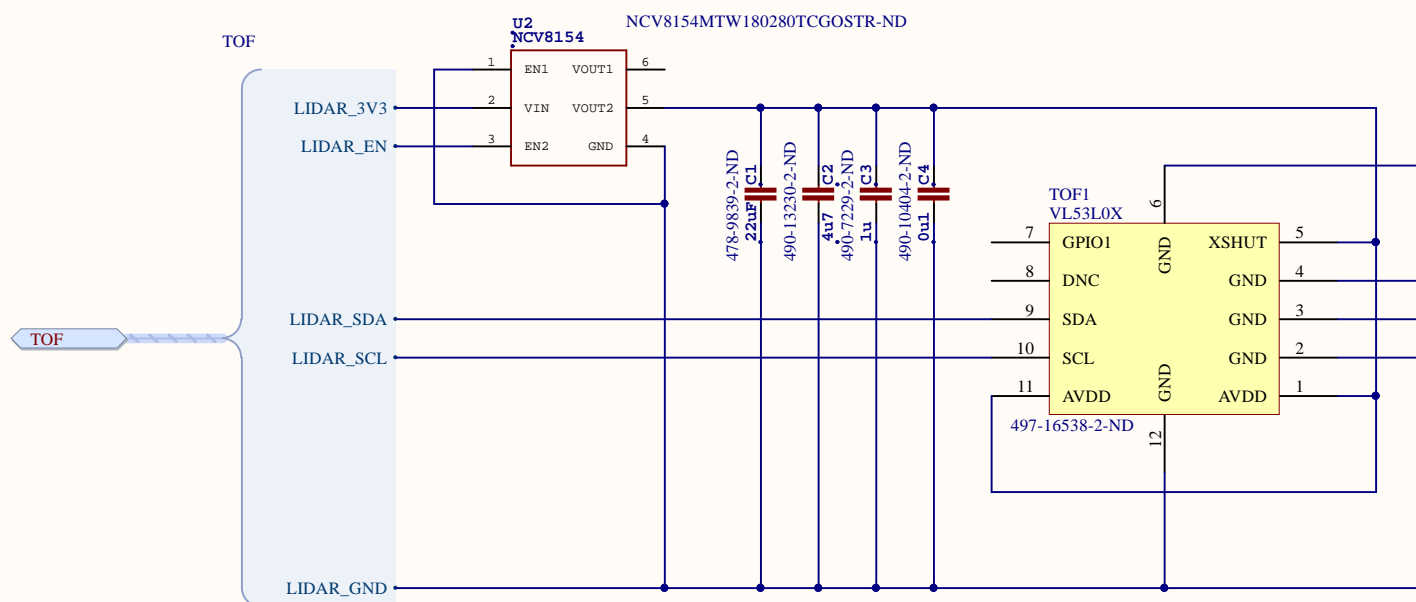 TOF
U2
NCV8154
NCV8154MTW180280TCGOSTR-ND
1
EN1
VOUT1
6
LIDAR_3V3
2
VIN
VOUT2
5
LIDAR_EN
3
EN2
GND
4
478-9839-2-ND
22uF
C1
490-13230-2-ND
4u7
C2
490-7229-2-ND
1u
C3
490-10404-2-ND
0u1
C4
TOF1
VL53L0X
6
GND
7
GPIO1
XSHUT
5
8
DNC
GND
4
LIDAR_SDA
9
SDA
GND
3
TOF
LIDAR_SCL
10
SCL
GND
2
11
AVDD
GND
AVDD
1
497-16538-2-ND
12
LIDAR_GND